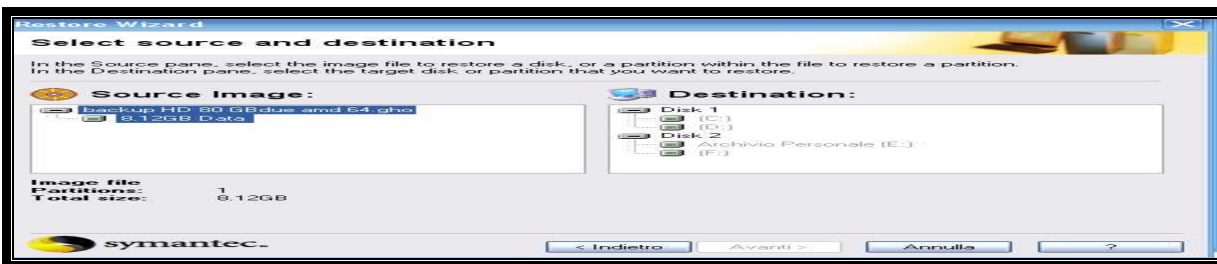 Restore Wizard
Select source and destination
In the Source pane, select the image file to restore a disk, or a partition within the file to restore a partition.
In the Destination pane, select the target disk or partition that you want to restore.
Source Image:
backup HD 80 GBdue amd 64.gho
8.12GB Data
Destination:
Disk 1
(C:)
(D:)
Disk 2
Archivio Personale (E:)
(F:)
Image file
Partitions: 1
Total size: 8.12GB
symantec.
< Indietro Avanti > Annulla ?